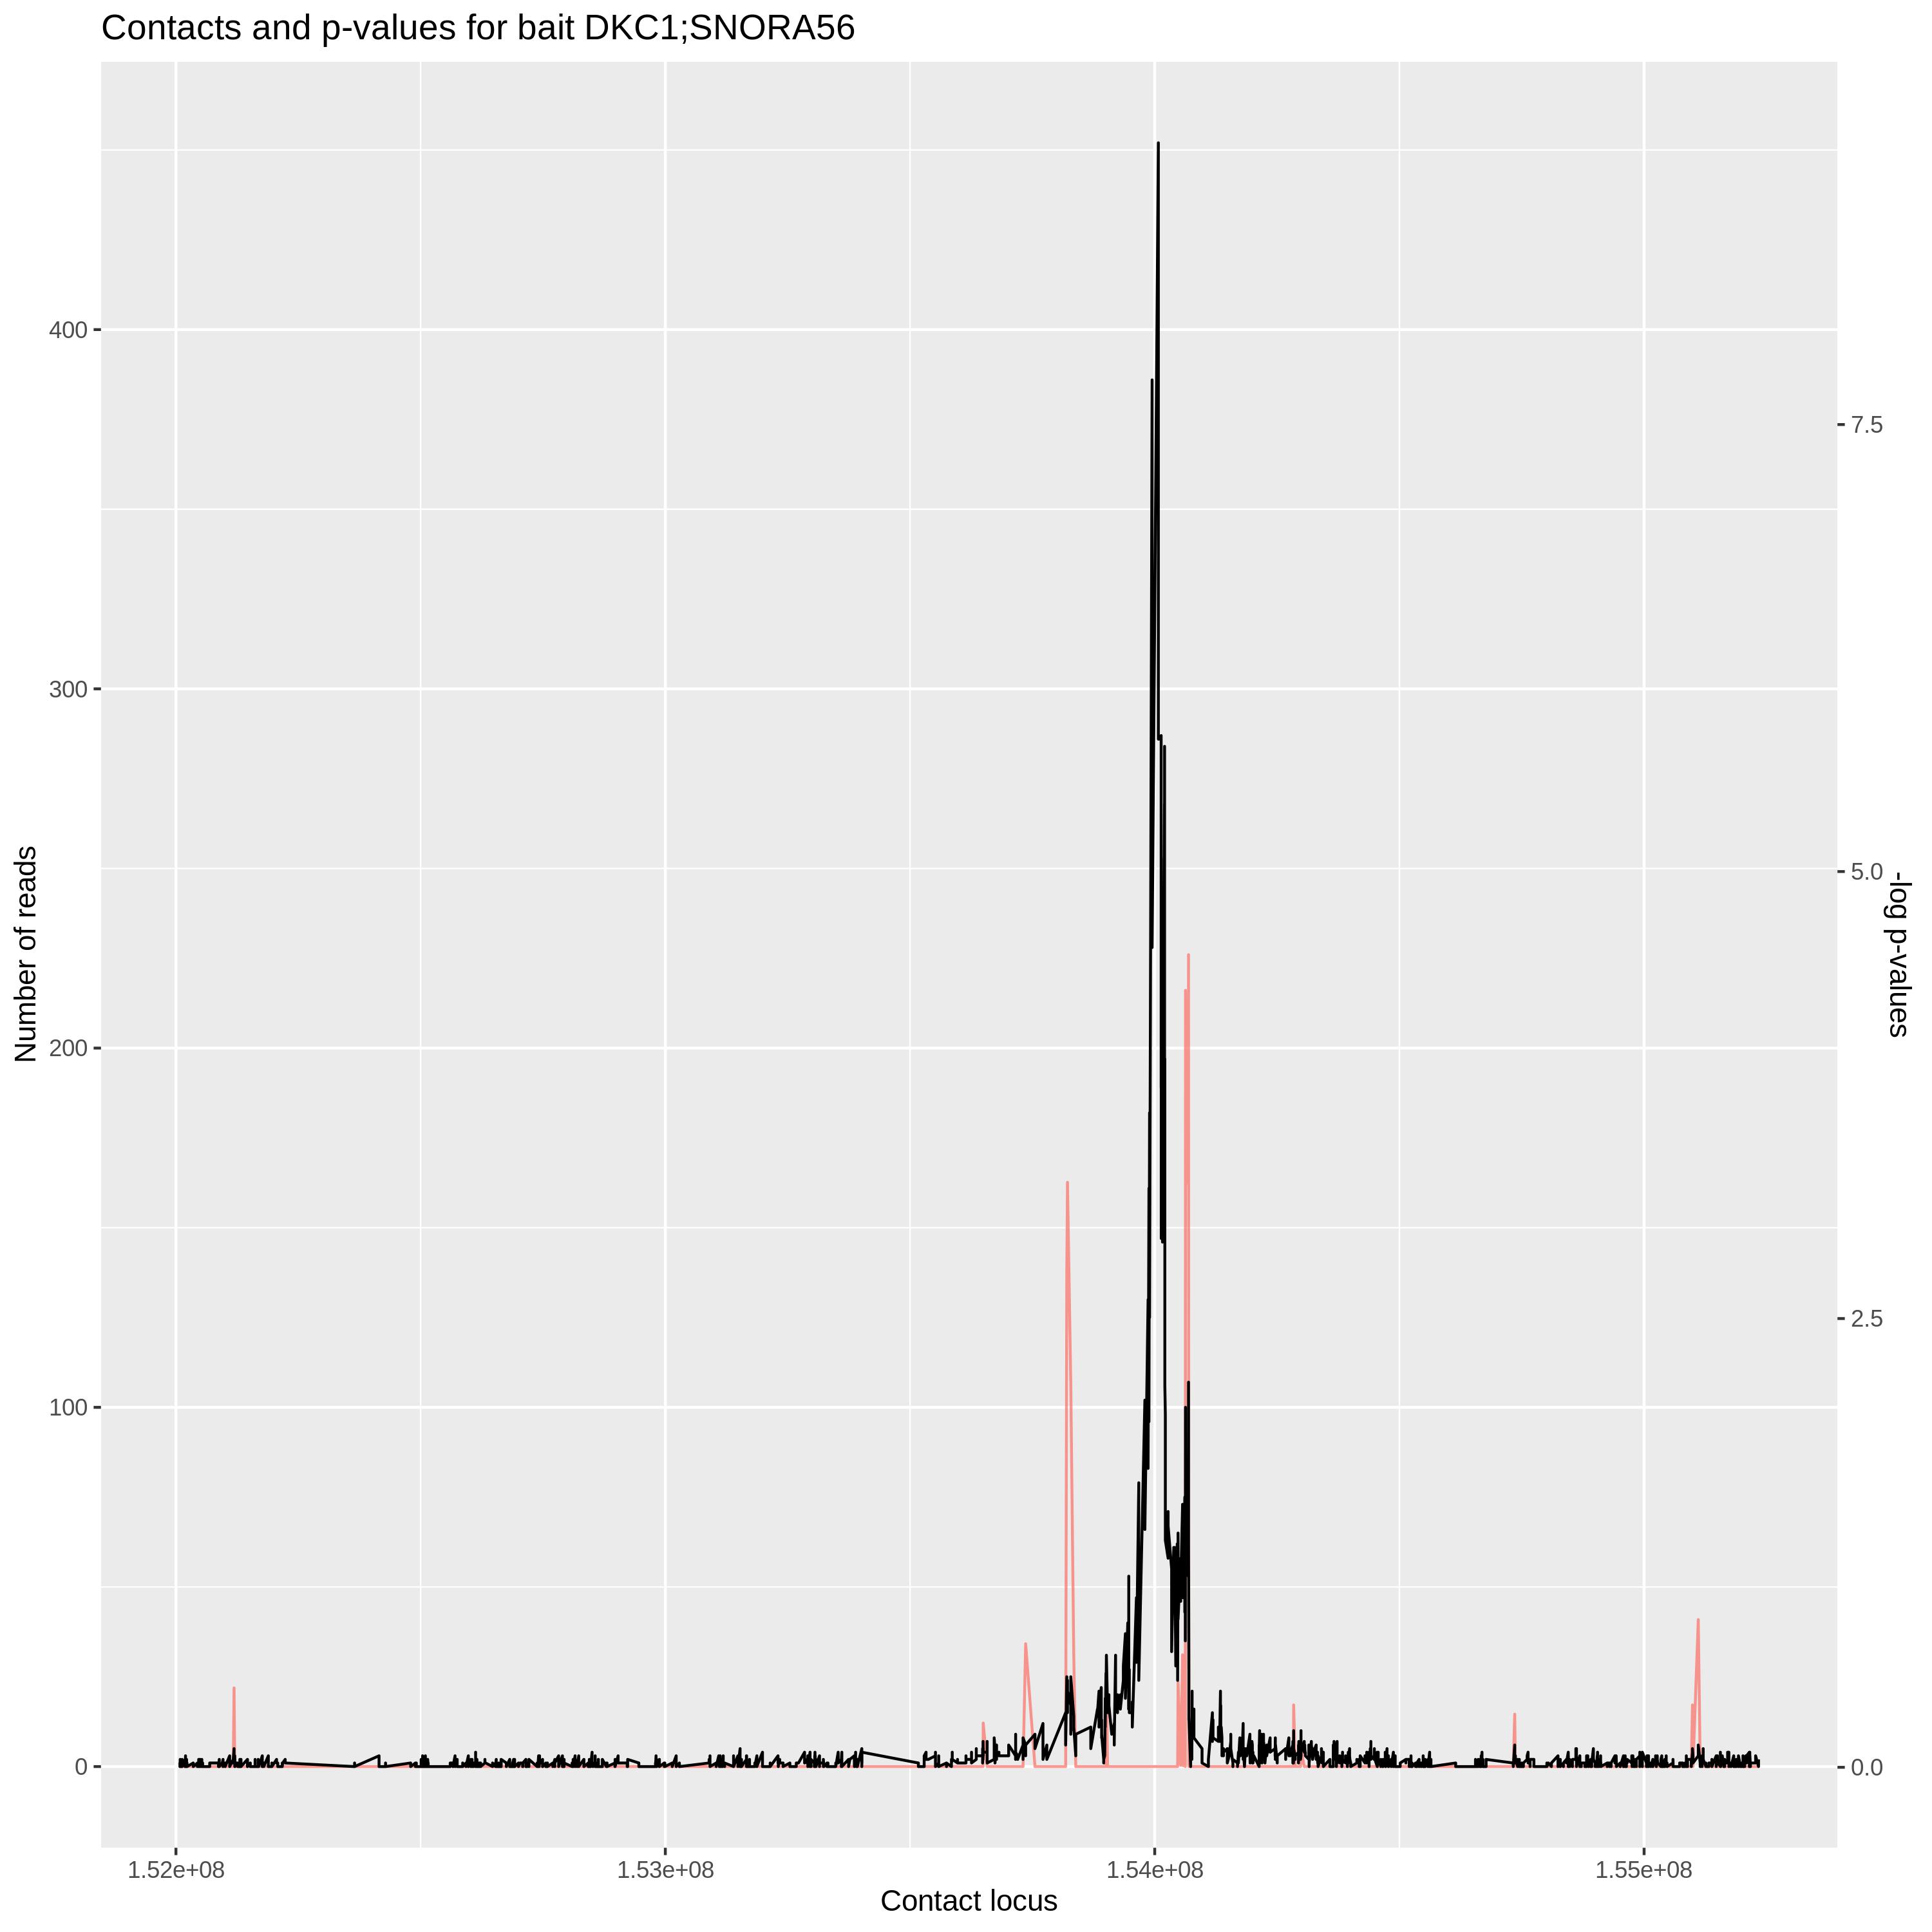 Contacts and p-values for bait DKC1;SNORA56
Number of reads
400
300
200
100
0
7.5
5.0
2.5
0.0
-log p-values
1.52e+08
1.53e+08
1.54e+08
1.55e+08
Contact locus